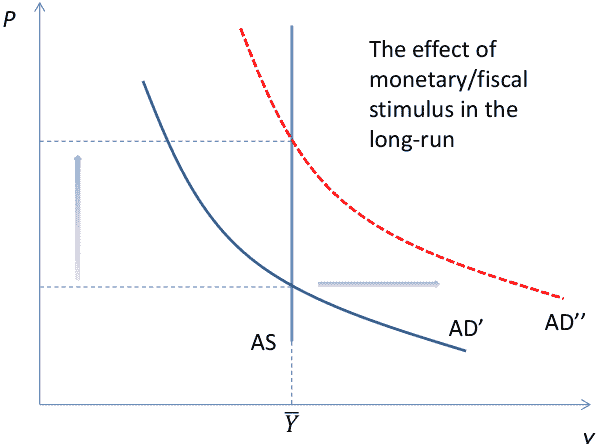 P
The effect of
monetary/fiscal
stimulus in the
long-run
AS
AD’
AD’’
Y̅
Y